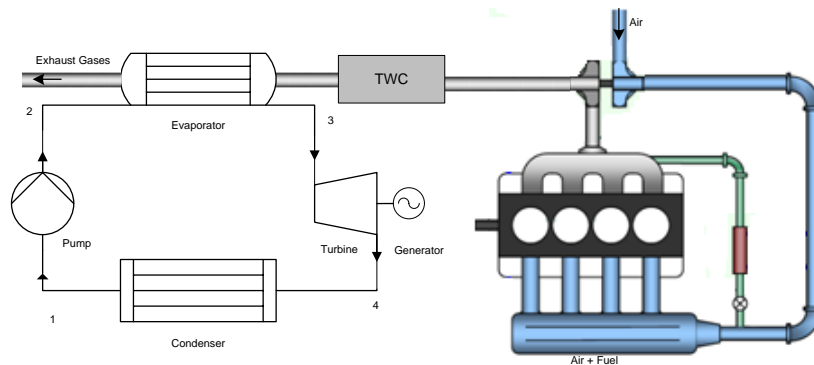 Air
Exhaust Gases
TWC
2
Evaporator
3
Pump
Turbine
Generator
1
4
Condenser
Air + Fuel